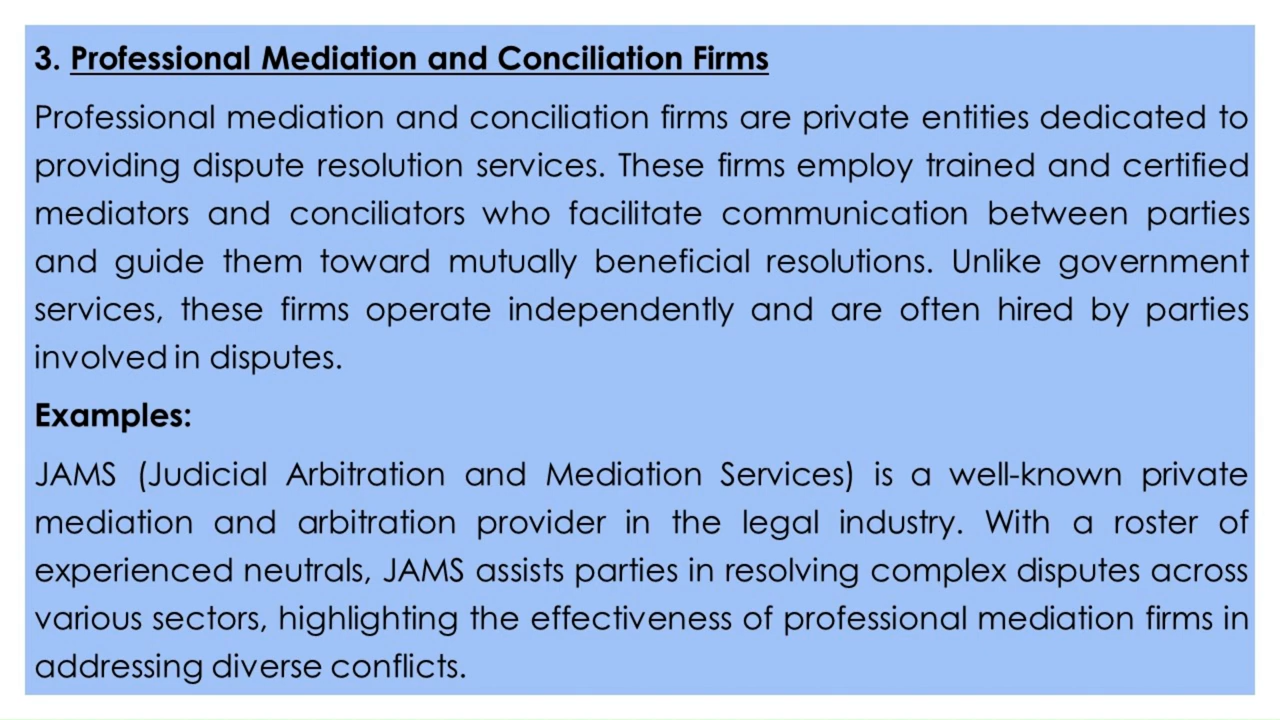 3. Professional Mediation and Conciliation Firms
Professional mediation and conciliation firms are private entities dedicated to
providing dispute resolution services. These firms employ trained and certified
mediators and conciliators who facilitate communication between parties
and guide them toward mutually beneficial resolutions. Unlike government
services, these firms operate independently and are often hired by parties
involved in disputes.
Examples:
JAMS (Judicial Arbitration and Mediation Services) is a well-known private
mediation and arbitration provider in the legal industry. With a roster of
experienced neutrals, JAMS assists parties in resolving complex disputes across
various sectors, highlighting the effectiveness of professional mediation firms in
addressing diverse conflicts.